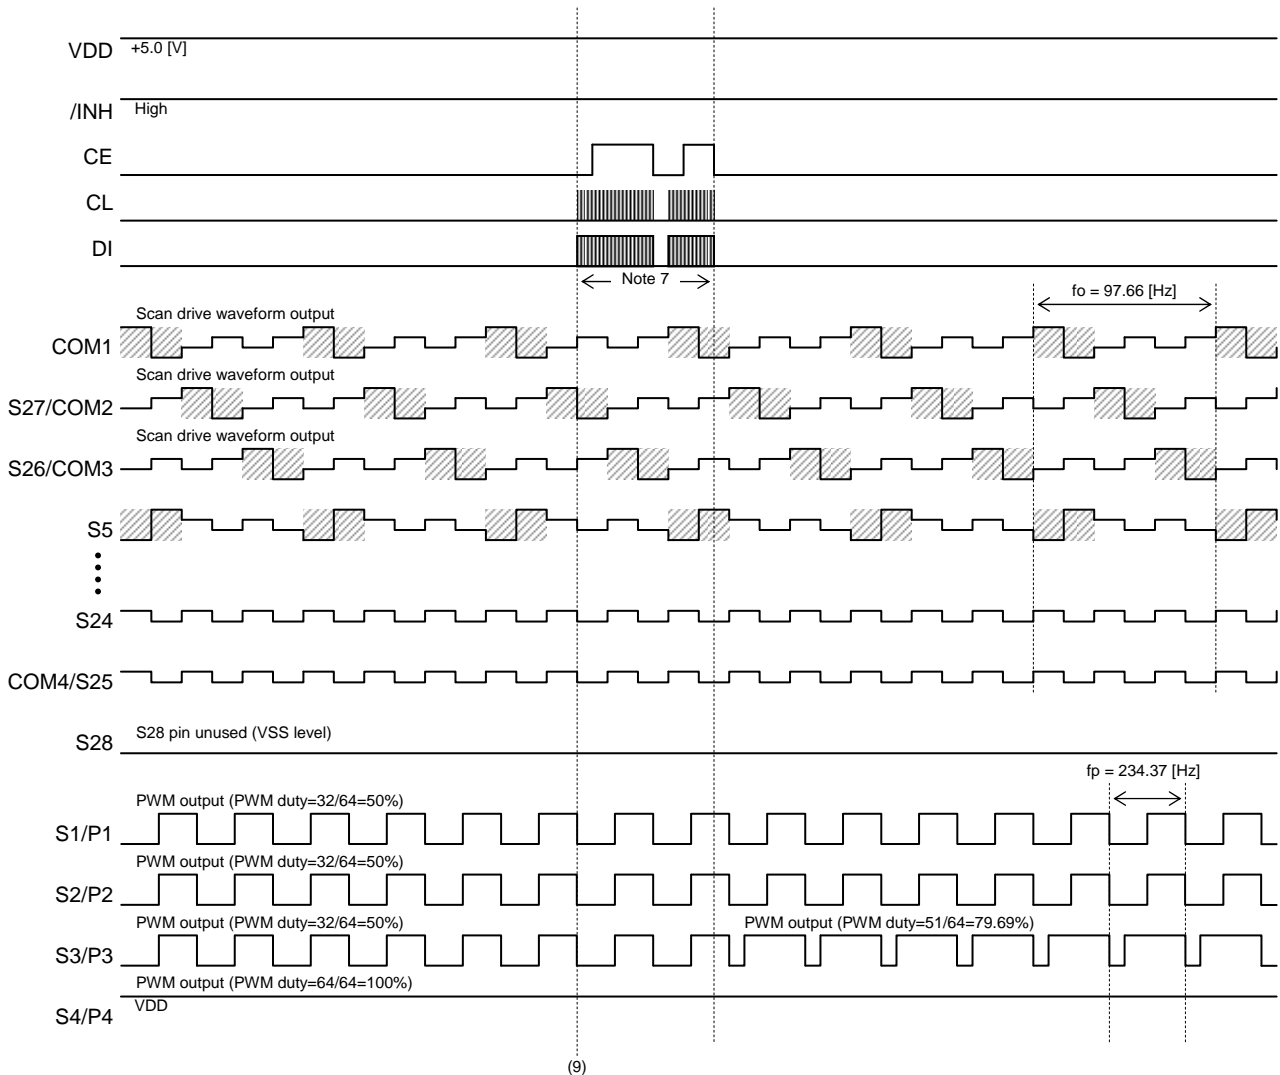 VDD +5.0 [V]
/INH High
CE
CL
DI
Note 7
fo = 97.66 [Hz]
Scan drive waveform output
COM1
Scan drive waveform output
S27/COM2
Scan drive waveform output
S26/COM3
S5
S24
COM4/S25
S28 pin unused (VSS level)
S28
fp = 234.37 [Hz]
PWM output (PWM duty=32/64=50%)
S1/P1
PWM output (PWM duty=32/64=50%)
S2/P2
PWM output (PWM duty=32/64=50%) PWM output (PWM duty=51/64=79.69%)
S3/P3
PWM output (PWM duty=64/64=100%)
VDD
S4/P4
(9)